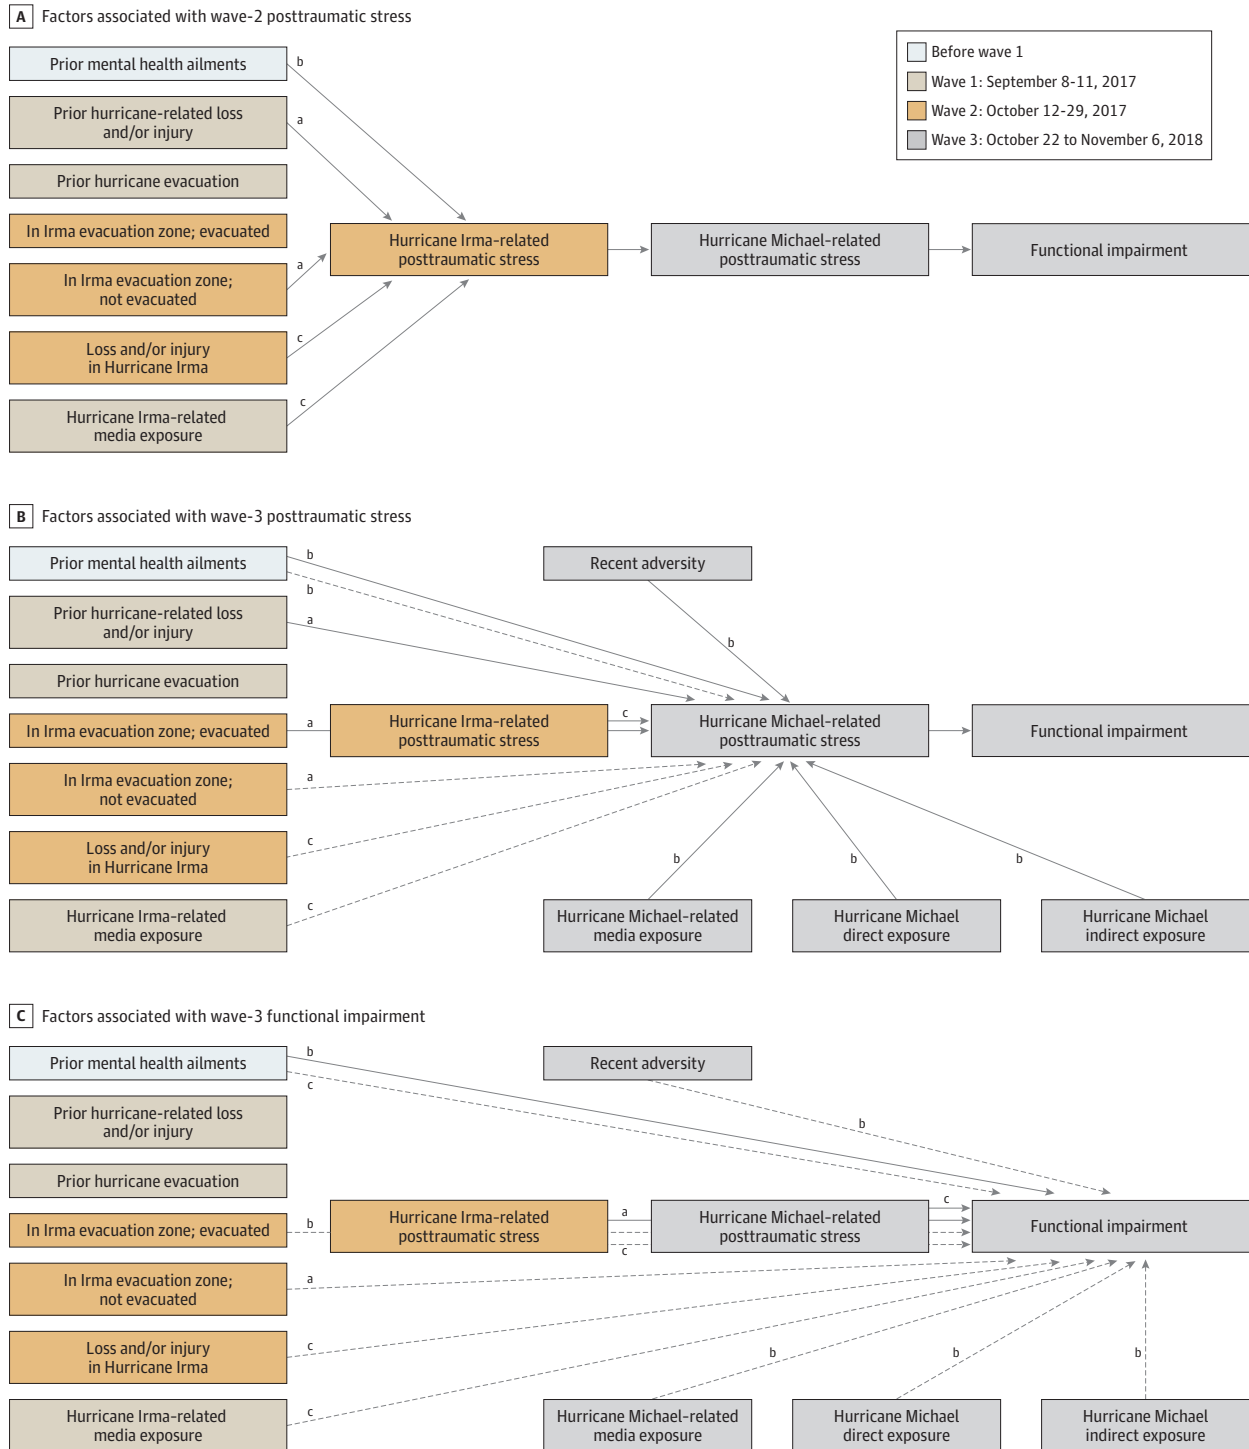 A Factors associated with wave-2 posttraumatic stress
Before wave 1
Wave 1: September 8-11, 2017
Wave 2: October 12-29, 2017
Wave 3: October 22 to November 6, 2018
Prior mental health ailments
b
Prior hurricane-related loss
and/or injury
a
Prior hurricane evacuation
In Irma evacuation zone; evacuated
In Irma evacuation zone;
not evacuated
a
Loss and/or injury
in Hurricane Irma
c
Hurricane Irma-related
media exposure
c
Hurricane Irma-related
posttraumatic stress
Hurricane Michael-related
posttraumatic stress
Functional impairment
B Factors associated with wave-3 posttraumatic stress
Prior mental health ailments
b
b
Recent adversity
b
Prior hurricane-related loss
and/or injury
a
Prior hurricane evacuation
In Irma evacuation zone; evacuated
a
Hurricane Irma-related
posttraumatic stress
c
Hurricane Michael-related
posttraumatic stress
Functional impairment
In Irma evacuation zone;
not evacuated
a
Loss and/or injury
in Hurricane Irma
c
b
b
b
Hurricane Irma-related
media exposure
c
Hurricane Michael-related
media exposure
Hurricane Michael
direct exposure
Hurricane Michael
indirect exposure
C Factors associated with wave-3 functional impairment
Prior mental health ailments
b
c
Recent adversity
b
Prior hurricane-related loss
and/or injury
Prior hurricane evacuation
In Irma evacuation zone; evacuated
b
Hurricane Irma-related
posttraumatic stress
a
c
Hurricane Michael-related
posttraumatic stress
c
Functional impairment
In Irma evacuation zone;
not evacuated
a
Loss and/or injury
in Hurricane Irma
c
b
b
b
Hurricane Irma-related
media exposure
c
Hurricane Michael-related
media exposure
Hurricane Michael
direct exposure
Hurricane Michael
indirect exposure